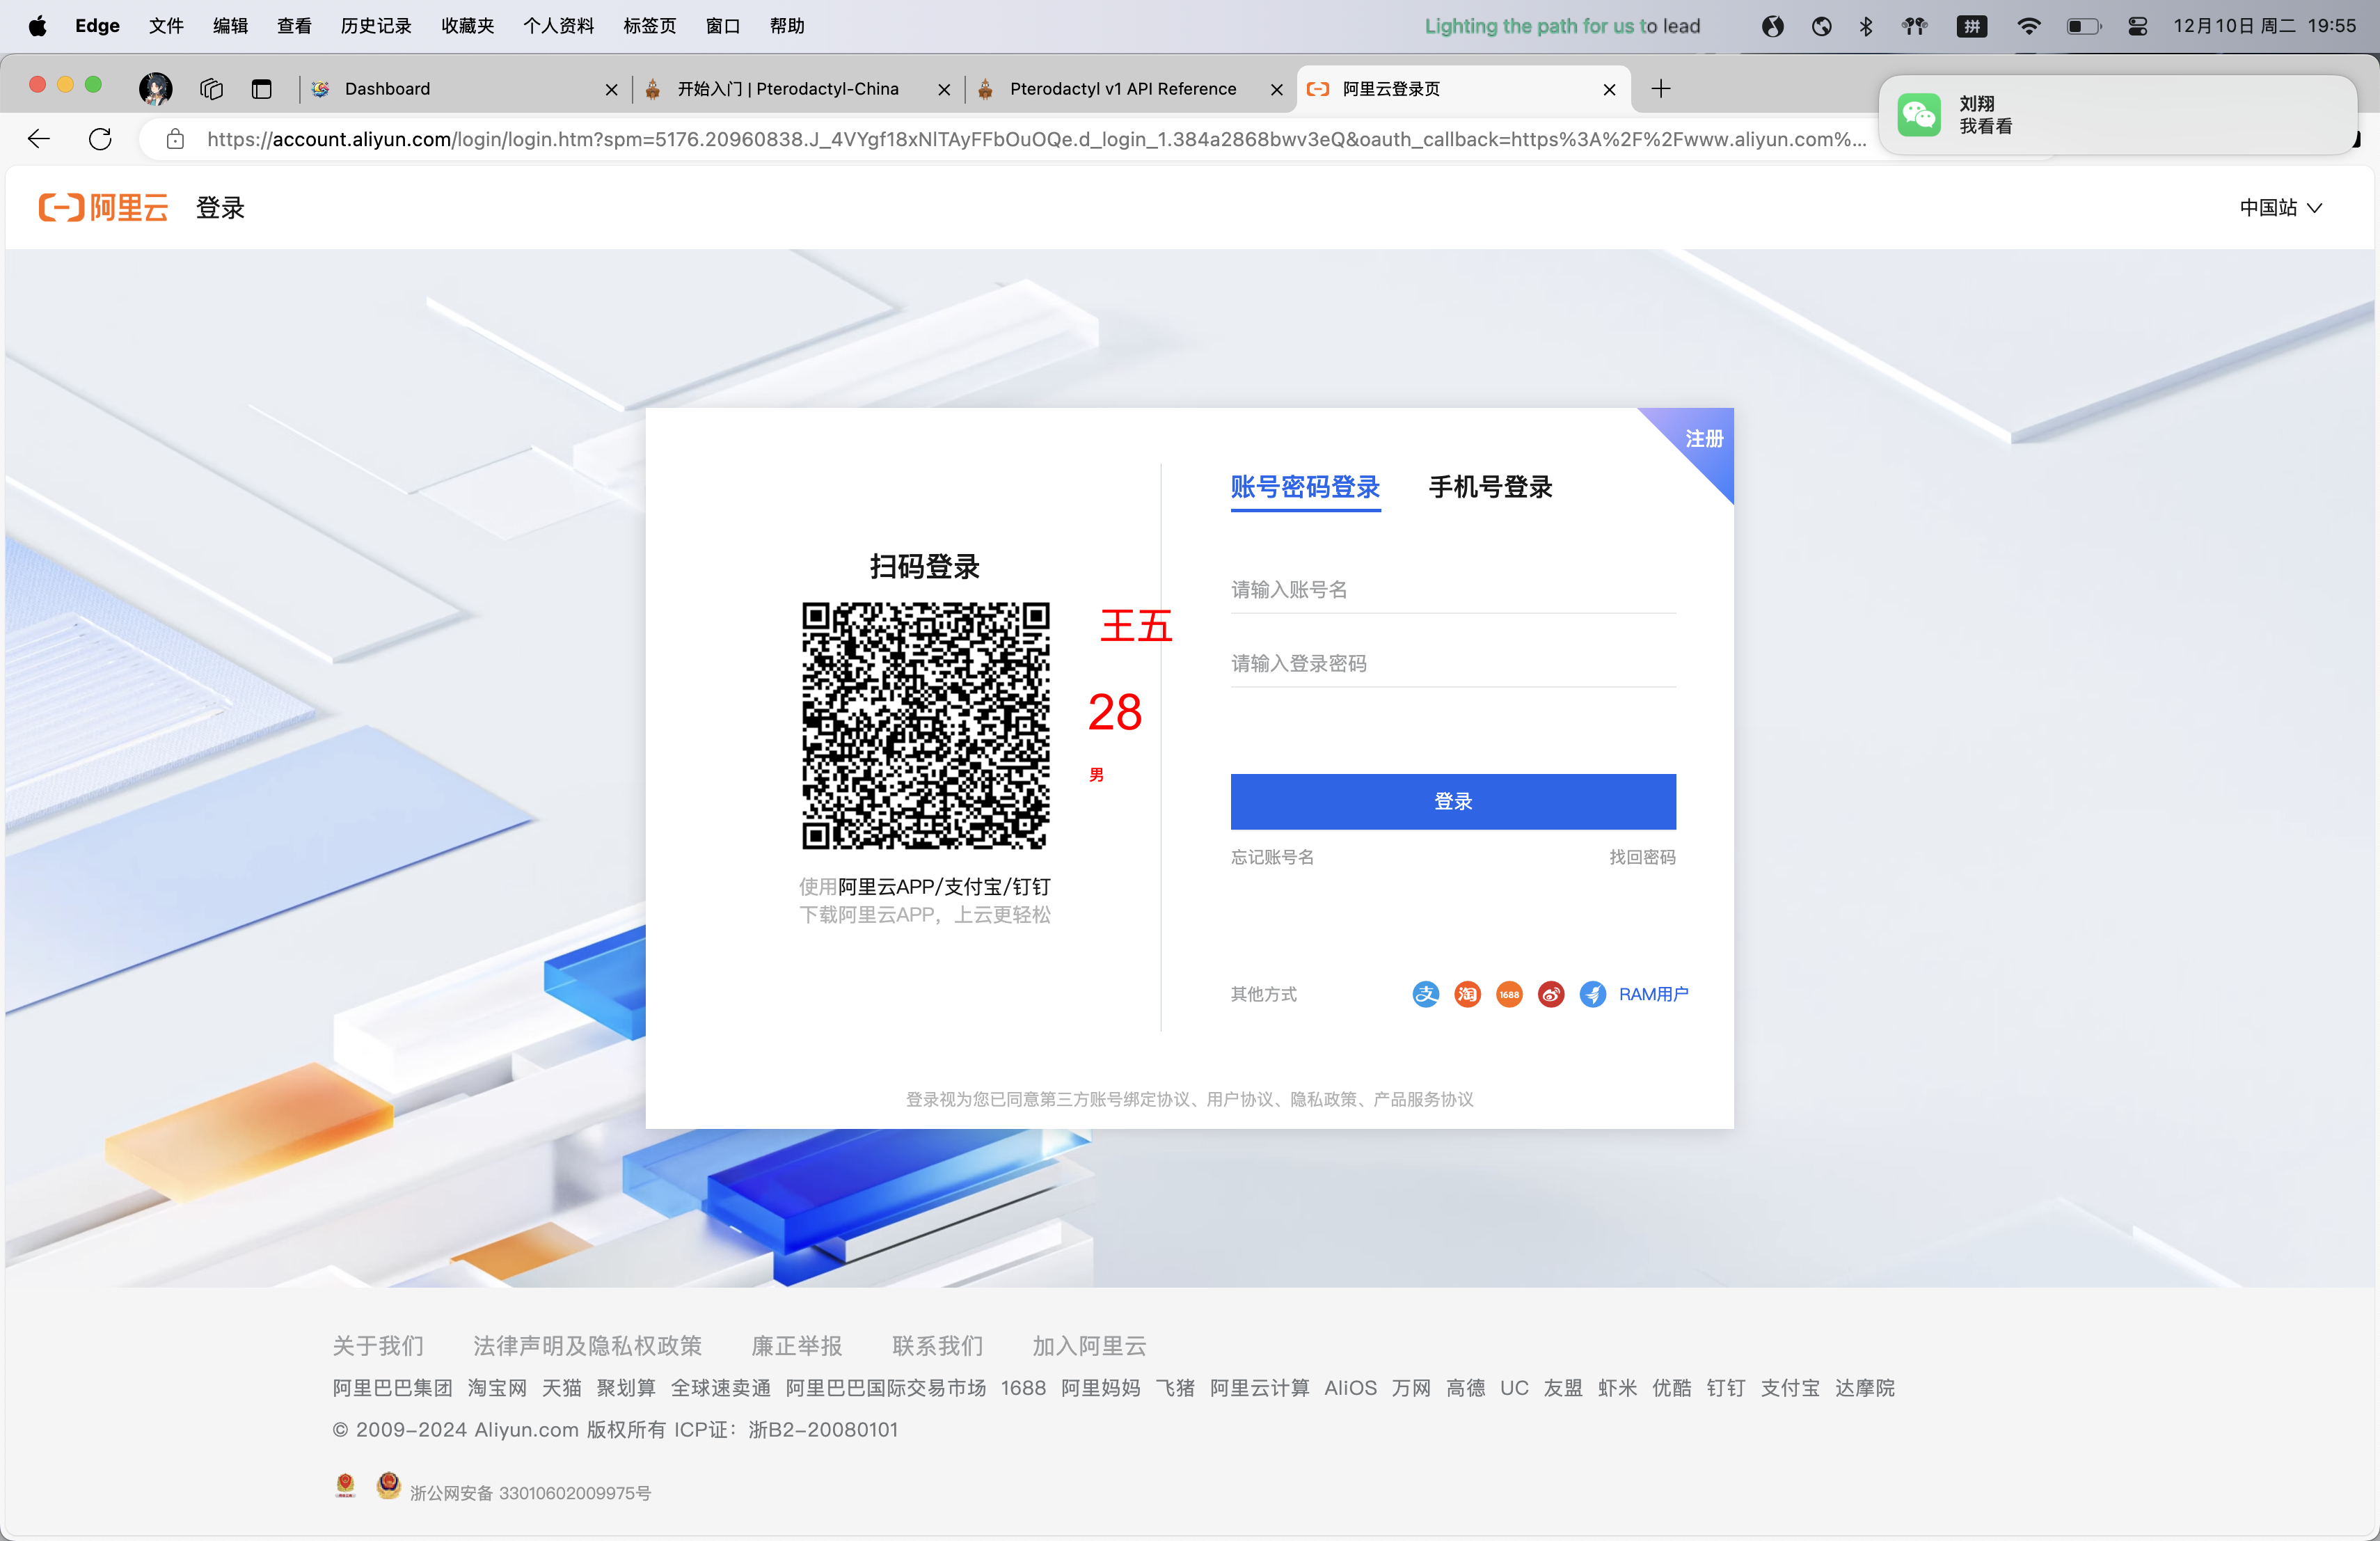 Edge 文件 编辑 查看 历史记录 收藏夹 个人资料 标签页 窗口 帮助 Lighting the path for us to lead 拼 12月10日 周二 19:55
Dashboard 开始入门 | Pterodactyl-China Pterodactyl v1 API Reference 阿里云登录页
刘翔
我看看
https://account.aliyun.com/login/login.htm?spm=5176.20960838.J_4VYgf18xNlTAyFFbOuOQe.d_login_1.384a2868bwv3eQ&oauth_callback=https%3A%2F%2Fwww.aliyun.com%...
阿里云 登录 中国站
注册
账号密码登录 手机号登录
扫码登录
请输入账号名
王五
请输入登录密码
28
男
登录
忘记账号名 找回密码
使用阿里云APP/支付宝/钉钉
下载阿里云APP，上云更轻松
其他方式 支 淘 1688 RAM用户
登录视为您已同意第三方账号绑定协议、用户协议、隐私政策、产品服务协议
关于我们 法律声明及隐私权政策 廉正举报 联系我们 加入阿里云
阿里巴巴集团 淘宝网 天猫 聚划算 全球速卖通 阿里巴巴国际交易市场 1688 阿里妈妈 飞猪 阿里云计算 AliOS 万网 高德 UC 友盟 虾米 优酷 钉钉 支付宝 达摩院
© 2009-2024 Aliyun.com 版权所有 ICP证：浙B2-20080101
浙公网安备 33010602009975号